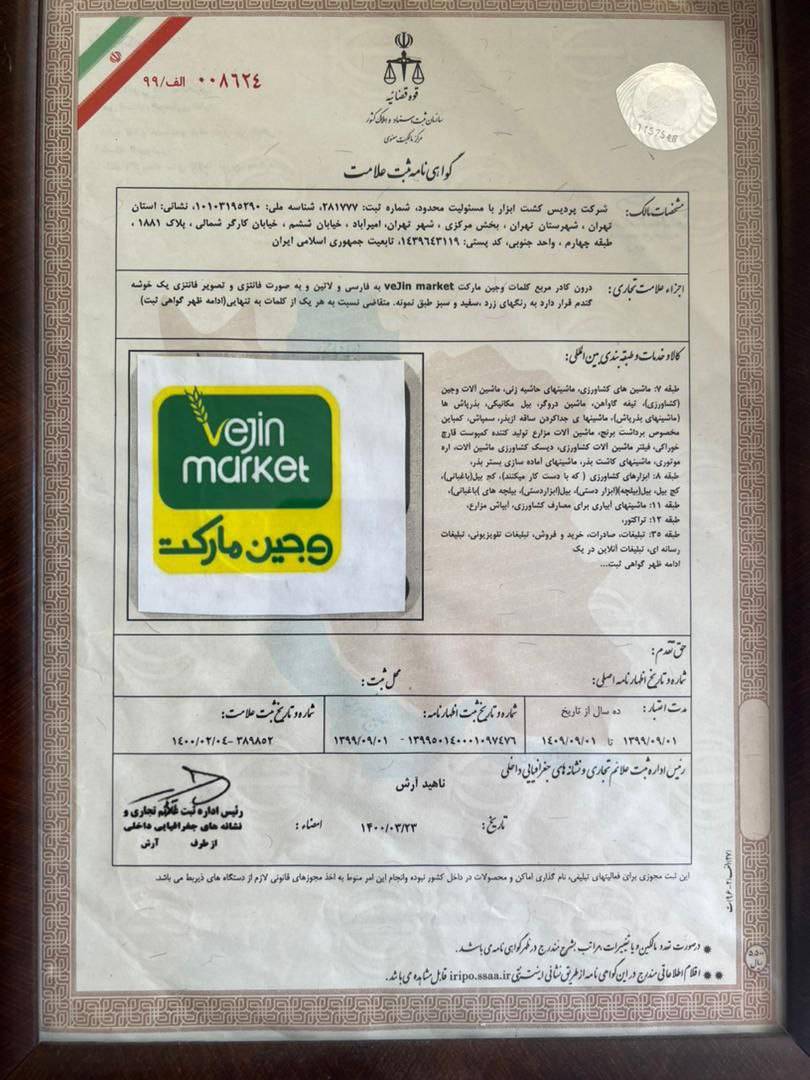 ۰۰۸۶۲۴ الف/۹۹
قوه قضائیه
سازمان ثبت اسناد و املاک کشور
مرکز مالکیت معنوی
گواهی نامه ثبت علامت
مشخصات مالک: شرکت پردیس کشت ابزار با مسئولیت محدود، شماره ثبت: ۲۸۱۷۷۷، شناسه ملی: ۱۰۱۰۳۱۹۵۲۹۰، نشانی: استان
تهران ، شهرستان تهران ، بخش مرکزی ، شهر تهران، امیرآباد ، خیابان ششم ، خیابان کارگر شمالی ، پلاک ۱۸۸۱ ،
طبقه چهارم ، واحد جنوبی، کد پستی: ۱۴۳۹۶۴۳۱۱۹، تابعیت جمهوری اسلامی ایران
اجزاء علامت تجاری: درون کادر مربع کلمات وجین مارکت veJin market به فارسی و لاتین و به صورت فانتزی و تصویر فانتزی یک خوشه
گندم قرار دارد به رنگهای زرد ،سفید و سبز طبق نمونه. متقاضی نسبت به هر یک از کلمات به تنهایی(ادامه ظهر گواهی ثبت)
کالا و خدمات و طبقه بندی بین المللی:
طبقه ۷: ماشین های کشاورزی، ماشینهای حاشیه زنی، ماشین آلات وجین
(کشاورزی)، تیغه گاوآهن، ماشین دروگر، بیل مکانیکی، بذرپاش ها
(ماشینهای بذرپاش)، ماشینها ی جداکردن ساقه ازبذر، سمپاش، کمباین
مخصوص برداشت برنج، ماشین آلات مزارع تولید کننده کمپوست قارچ
خوراکی، فیلتر ماشین آلات کشاورزی، دیسک کشاورزی ماشین آلات، اره
موتوری، ماشینهای کاشت بذر، ماشینهای آماده سازی بستر بذر،
طبقه ۸: ابزارهای کشاورزی ( که با دست کار میکنند)، کج بیل(باغبانی)،
کج بیل، بیل(بیلچه)(ابزار دستی)، بیل(ابزاردستی)، بیلچه های )باغبانی)،
طبقه ۱۱: ماشینهای آبیاری برای مصارف کشاورزی، آبپاش مزارع،
طبقه ۱۲: تراکتور،
طبقه ۳۵: تبلیغات، صادرات، خرید و فروش، تبلیغات تلویزیونی، تبلیغات
رسانه ای، تبلیغات آنلاین در یک
ادامه ظهر گواهی ثبت...
vejin
market
وجین مارکت
حق تقدم:
شماره و تاریخ اظهارنامه اصلی: محل ثبت:
مدت اعتبار: ده سال از تاریخ
۱۳۹۹/۰۹/۰۱ تا ۱۴۰۹/۰۹/۰۱
شماره و تاریخ ثبت اظهارنامه:
۱۳۹۹۵۰۱۴۰۰۰۱۰۹۷۴۷۶ - ۱۳۹۹/۰۹/۰۱
شماره و تاریخ ثبت علامت:
۳۸۹۸۵۲ -۱۴۰۰/۰۲/۰۴
رئیس اداره ثبت علائم تجاری و نشانه های جغرافیایی داخلی
ناهید آرش
تاریخ: ۱۴۰۰/۰۳/۲۳ امضاء:
رئیس اداره ثبت علائم تجاری و
نشانه های جغرافیایی داخلی
از طرف آرش
این ثبت مجوزی برای فعالیتهای تبلیغی، نام گذاری اماکن و محصولات در داخل کشور نبوده وانجام این امر منوط به اخذ مجوزهای قانونی لازم از دستگاه های ذیربط می باشد.
* درصورت تعدد مالکین و یا تغییرات، مراتب بشرح مندرج در ظهر گواهی نامه می باشد.
* * اقلام اطلاعاتی مندرج در این گواهی نامه از طریق نشانی اینترنتی iripo.ssaa.ir قابل مشاهده می باشد.